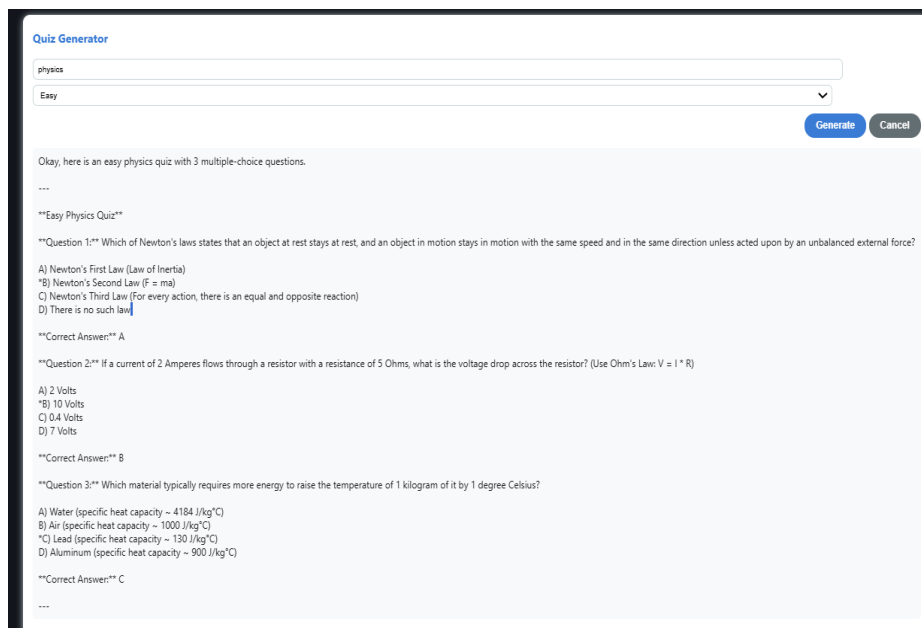 Quiz Generator
physics
Easy
Generate Cancel
Okay, here is an easy physics quiz with 3 multiple-choice questions.
---
**Easy Physics Quiz**
**Question 1:** Which of Newton's laws states that an object at rest stays at rest, and an object in motion stays in motion with the same speed and in the same direction unless acted upon by an unbalanced external force?
A) Newton's First Law (Law of Inertia)
*B) Newton's Second Law (F = ma)
C) Newton's Third Law (For every action, there is an equal and opposite reaction)
D) There is no such law
**Correct Answer:** A
**Question 2:** If a current of 2 Amperes flows through a resistor with a resistance of 5 Ohms, what is the voltage drop across the resistor? (Use Ohm's Law: V = I * R)
A) 2 Volts
*B) 10 Volts
C) 0.4 Volts
D) 7 Volts
**Correct Answer:** B
**Question 3:** Which material typically requires more energy to raise the temperature of 1 kilogram of it by 1 degree Celsius?
A) Water (specific heat capacity ~ 4184 J/kg°C)
B) Air (specific heat capacity ~ 1000 J/kg°C)
*C) Lead (specific heat capacity ~ 130 J/kg°C)
D) Aluminum (specific heat capacity ~ 900 J/kg°C)
**Correct Answer:** C
---